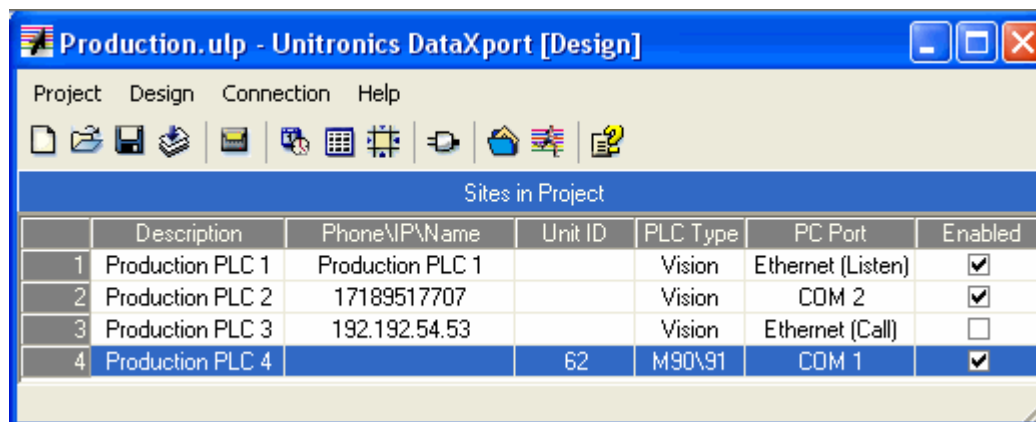 Production.ulp - Unitronics DataXport [Design]
Project Design Connection Help
Sites in Project
Description Phone\IP\Name Unit ID PLC Type PC Port Enabled
1 Production PLC 1 Production PLC 1 Vision Ethernet (Listen)
2 Production PLC 2 17189517707 Vision COM 2
3 Production PLC 3 192.192.54.53 Vision Ethernet (Call)
4 Production PLC 4 62 M90\91 COM 1